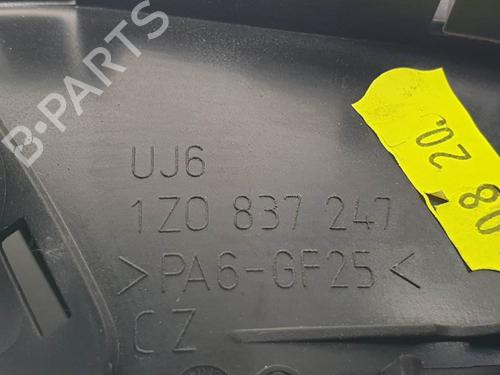 B-PARTS
UJ6
1Z0 837 247
>PA6-GF25<
CZ
08 20.